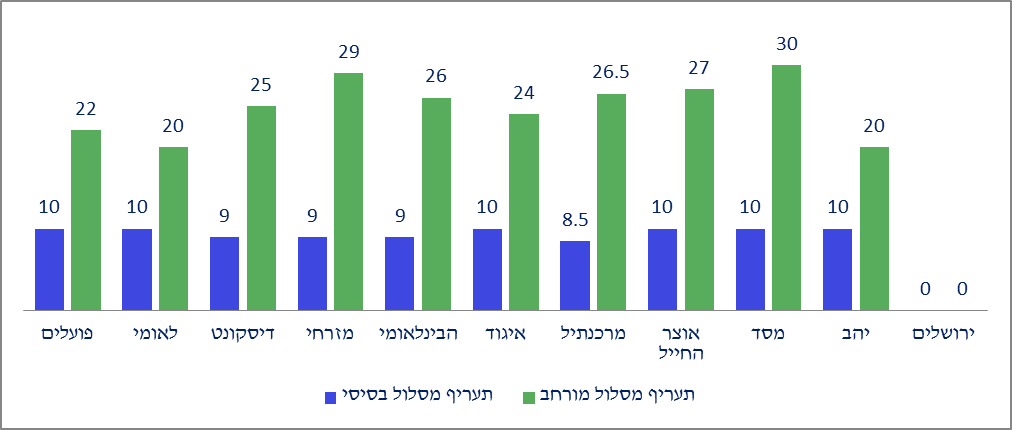 30
29
27
26.5
26
25
24
22
20
20
10
10
9
9
9
10
8.5
10
10
10
0
0
פועלים
לאומי
דיסקונט
מזרחי
הבינלאומי
איגוד
מרכנתיל
אוצר
החייל
מסד
יהב
ירושלים
תעריף מסלול בסיסי
תעריף מסלול מורחב